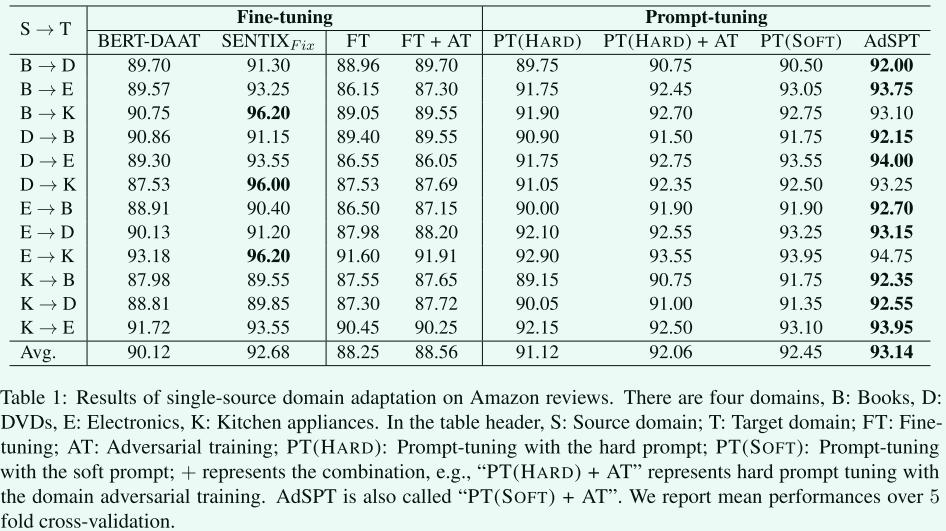 S → T Fine-tuning Prompt-tuning
BERT-DAAT SENTIX_Fix FT FT + AT PT(HARD) PT(HARD) + AT PT(SOFT) AdSPT
B → D 89.70 91.30 88.96 89.70 89.75 90.75 90.50 92.00
B → E 89.57 93.25 86.15 87.30 91.75 92.45 93.05 93.75
B → K 90.75 96.20 89.05 89.55 91.90 92.70 92.75 93.10
D → B 90.86 91.15 89.40 89.55 90.90 91.50 91.75 92.15
D → E 89.30 93.55 86.55 86.05 91.75 92.75 93.55 94.00
D → K 87.53 96.00 87.53 87.69 91.05 92.35 92.50 93.25
E → B 88.91 90.40 86.50 87.15 90.00 91.90 91.90 92.70
E → D 90.13 91.20 87.98 88.20 92.10 92.55 93.25 93.15
E → K 93.18 96.20 91.60 91.91 92.90 93.55 93.95 94.75
K → B 87.98 89.55 87.55 87.65 89.15 90.75 91.75 92.35
K → D 88.81 89.85 87.30 87.72 90.05 91.00 91.35 92.55
K → E 91.72 93.55 90.45 90.25 92.15 92.50 93.10 93.95
Avg. 90.12 92.68 88.25 88.56 91.12 92.06 92.45 93.14
Table 1: Results of single-source domain adaptation on Amazon reviews. There are four domains, B: Books, D:
DVDs, E: Electronics, K: Kitchen appliances. In the table header, S: Source domain; T: Target domain; FT: Fine-
tuning; AT: Adversarial training; PT(HARD): Prompt-tuning with the hard prompt; PT(SOFT): Prompt-tuning
with the soft prompt; + represents the combination, e.g., “PT(HARD) + AT” represents hard prompt tuning with
the domain adversarial training. AdSPT is also called “PT(SOFT) + AT”. We report mean performances over 5
fold cross-validation.